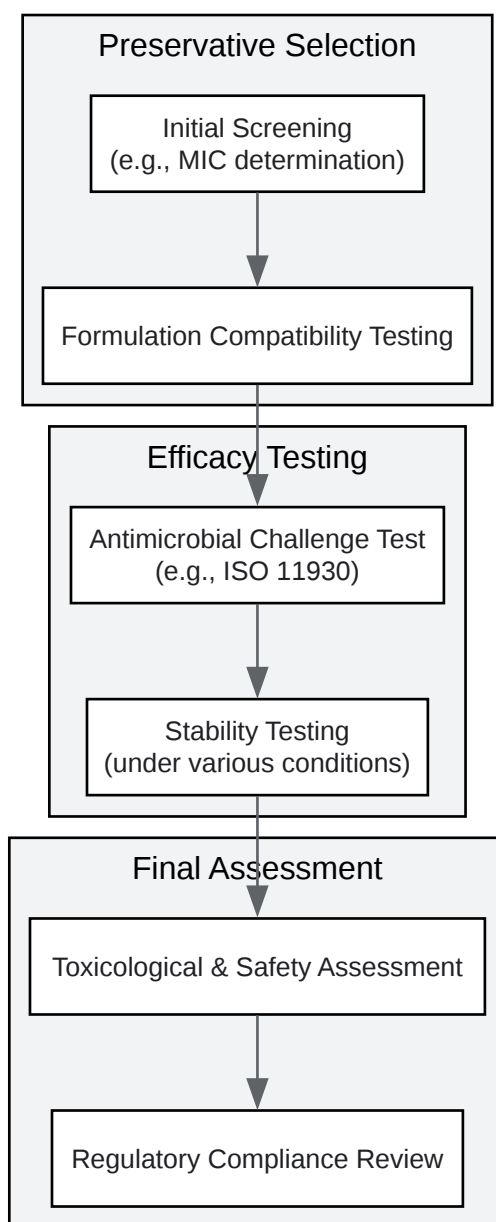 Preservative Selection
Initial Screening
(e.g., MIC determination)
Formulation Compatibility Testing
Efficacy Testing
Antimicrobial Challenge Test
(e.g., ISO 11930)
Stability Testing
(under various conditions)
Final Assessment
Toxicological & Safety Assessment
Regulatory Compliance Review